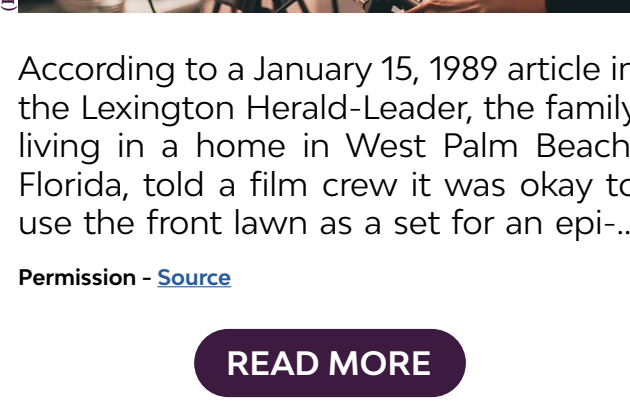 According to a January 15, 1989 article in
the Lexington Herald-Leader, the family
living in a home in West Palm Beach
Florida, told a film crew it was okay to
use the front lawn as a set for an epi-..
Permission - Source
READ MORE